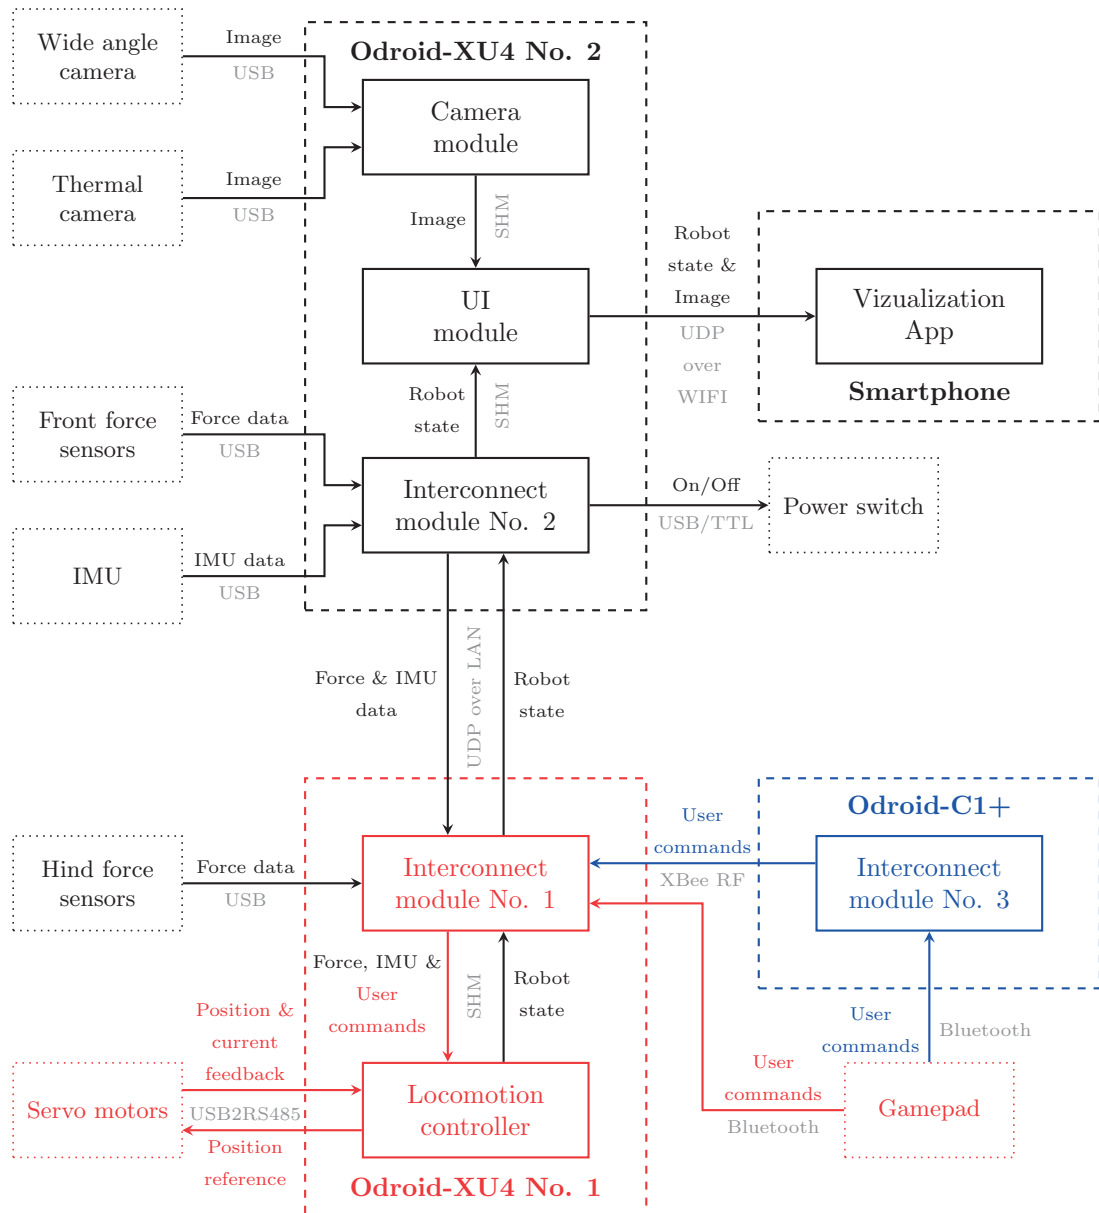 Wide angle
camera
Image
USB
Odroid-XU4 No. 2
Camera
module
Thermal
camera
Image
USB
Image
SHM
UI
module
Robot
state &
Image
UDP
over
WIFI
Vizualization
App
Smartphone
Robot
state
SHM
Front force
sensors
Force data
USB
Interconnect
module No. 2
On/Off
USB/TTL
Power switch
IMU
IMU data
USB
Force & IMU
data
UDP over LAN
Robot
state
Hind force
sensors
Force data
USB
Interconnect
module No. 1
User
commands
XBee RF
Odroid-C1+
Interconnect
module No. 3
Force, IMU &
User
commands
SHM
Robot
state
User
commands
Bluetooth
Position &
current
feedback
Servo motors
USB2RS485
Position
reference
Locomotion
controller
User
commands
Bluetooth
Gamepad
Odroid-XU4 No. 1